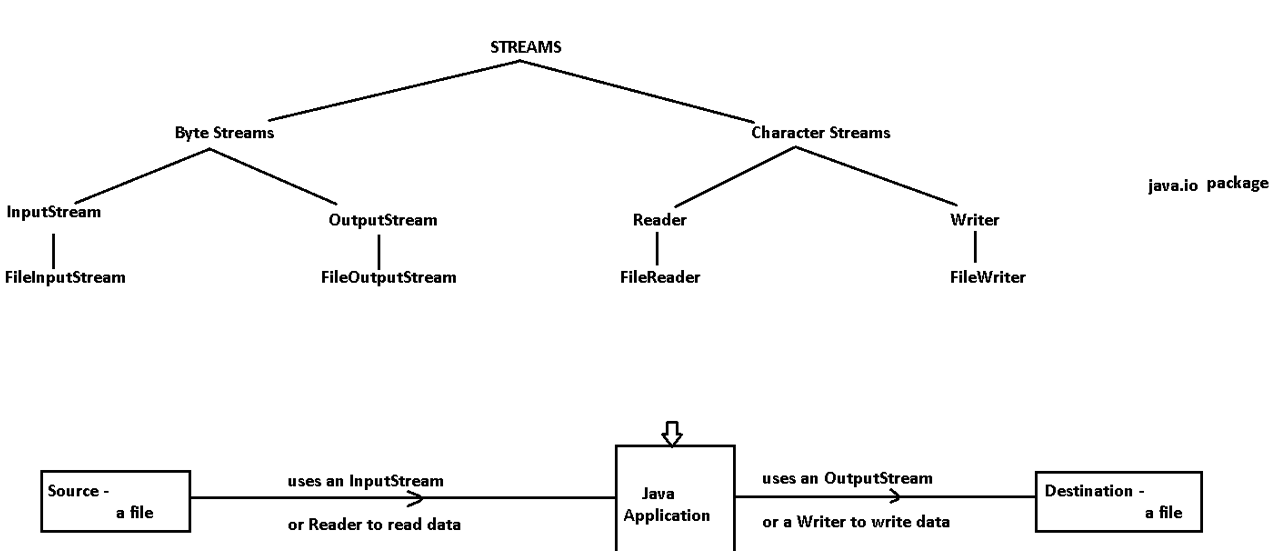 STREAMS
Byte Streams
Character Streams
java.io package
InputStream
OutputStream
Reader
Writer
FileInputStream
FileOutputStream
FileReader
FileWriter
Source -
a file
uses an InputStream
or Reader to read data
Java
Application
uses an OutputStream
or a Writer to write data
Destination -
a file